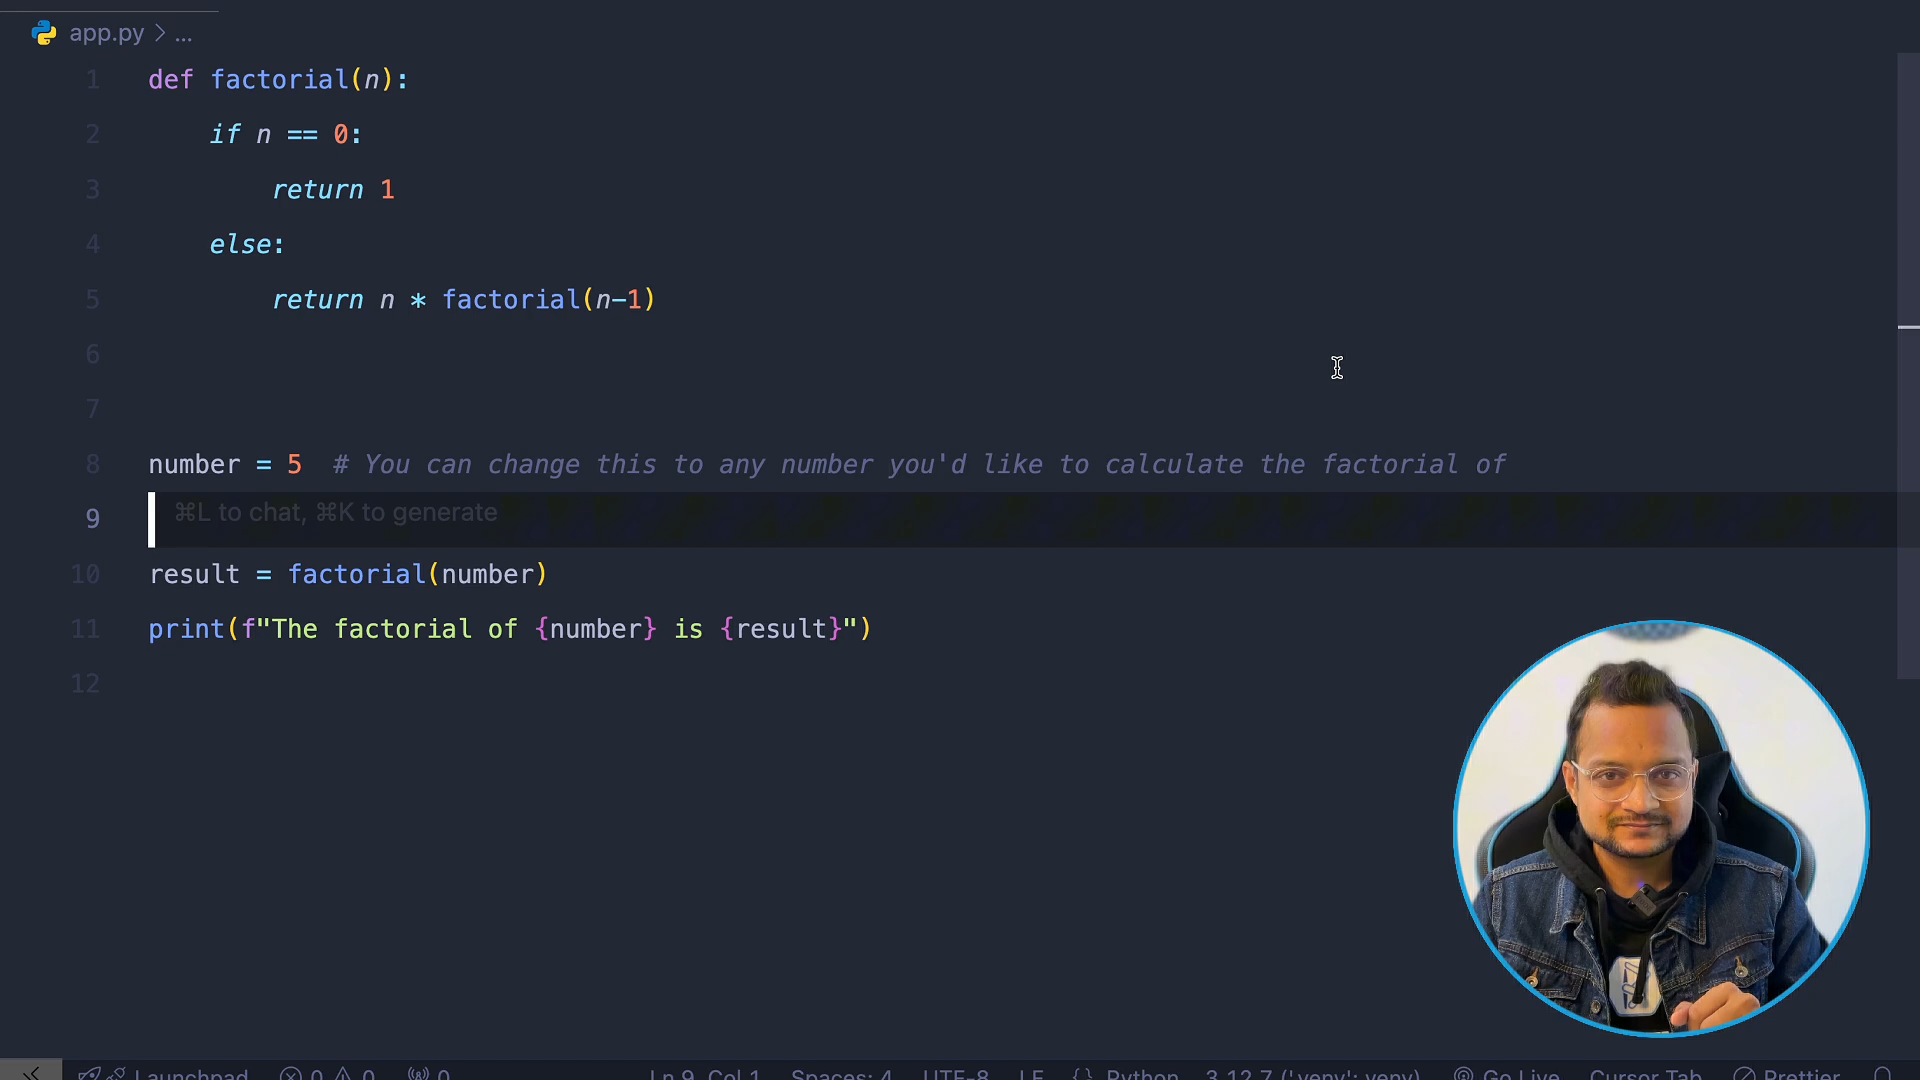 app.py > ...
1 def factorial(n):
2 if n == 0:
3 return 1
4 else:
5 return n * factorial(n-1)
6
7
8 number = 5 # You can change this to any number you'd like to calculate the factorial of
9 ⌘L to chat, ⌘K to generate
10 result = factorial(number)
11 print(f"The factorial of {number} is {result}")
12
Launchpad 0 0 0 Ln 9, Col 1 Spaces: 4 UTF-8 LF {} Python 3.12.7 ('.venv': venv) Go Live Cursor Tab Prettier